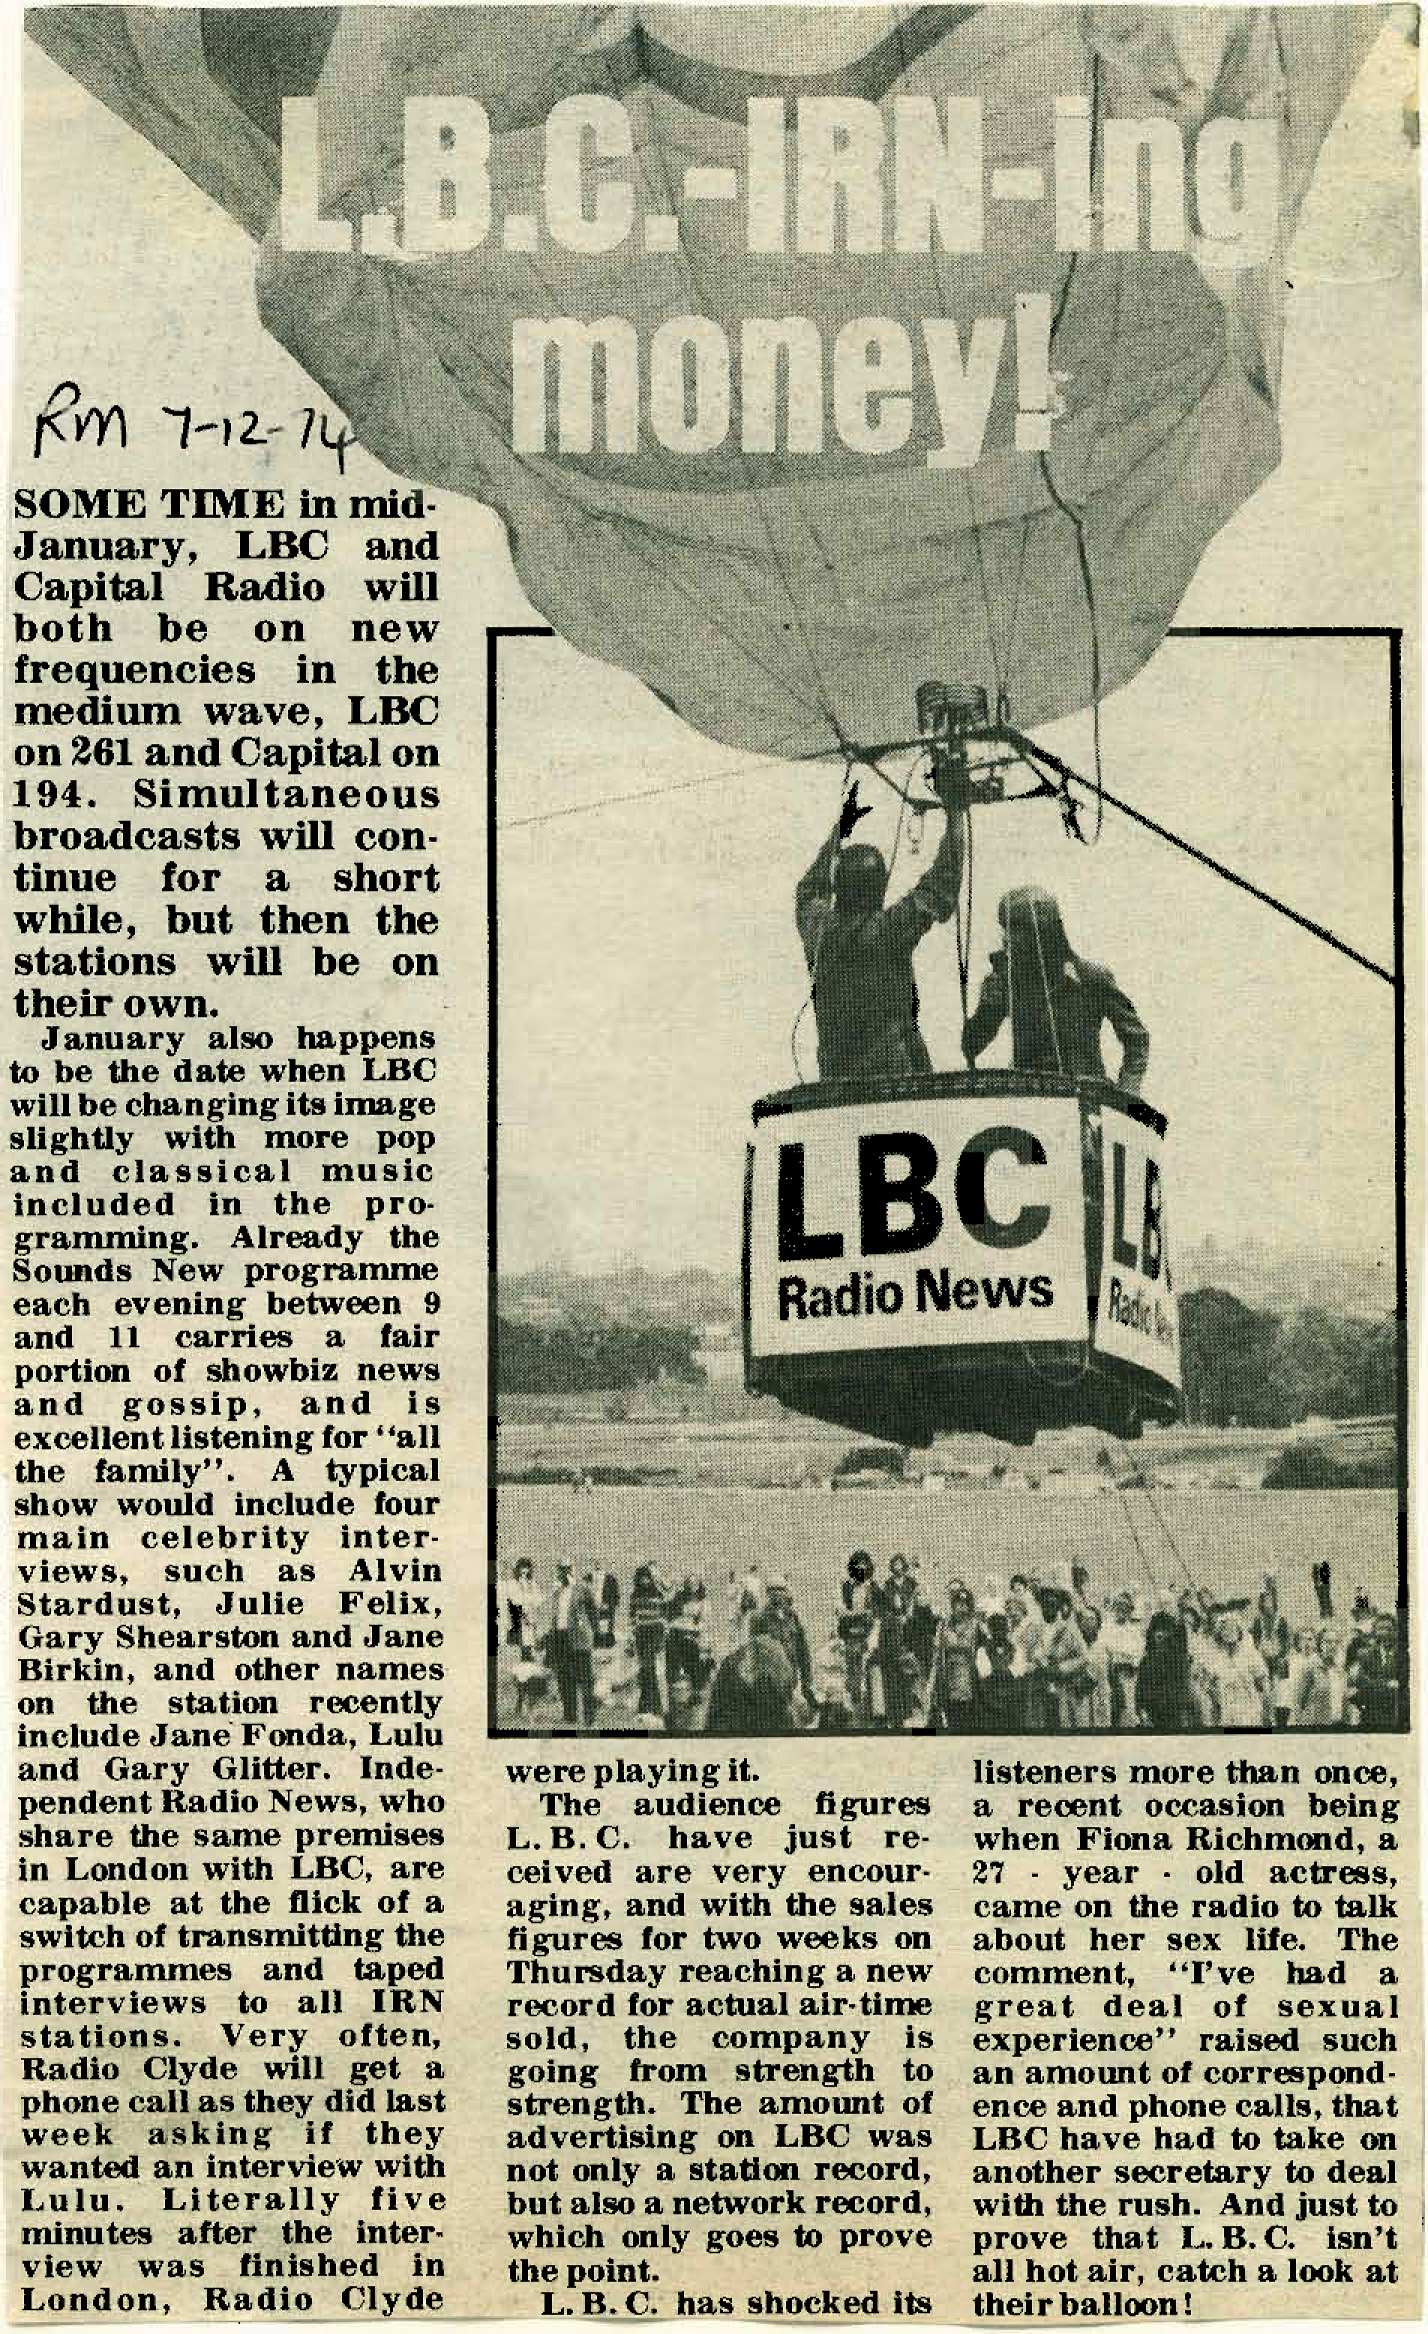 L.B.C.-IRN-ing
money!
RM 7-12-74
SOME TIME in mid-
January, LBC and
Capital Radio will
both be on new
frequencies in the
medium wave, LBC
on 261 and Capital on
194. Simultaneous
broadcasts will con-
tinue for a short
while, but then the
stations will be on
their own.
January also happens
to be the date when LBC
will be changing its image
slightly with more pop
and classical music
included in the pro-
gramming. Already the
Sounds New programme
each evening between 9
and 11 carries a fair
portion of showbiz news
and gossip, and is
excellent listening for "all
the family". A typical
show would include four
main celebrity inter-
views, such as Alvin
Stardust, Julie Felix,
Gary Shearston and Jane
Birkin, and other names
on the station recently
include Jane Fonda, Lulu
and Gary Glitter. Inde-
pendent Radio News, who
share the same premises
in London with LBC, are
capable at the flick of a
switch of transmitting the
programmes and taped
interviews to all IRN
stations. Very often,
Radio Clyde will get a
phone call as they did last
week asking if they
wanted an interview with
Lulu. Literally five
minutes after the inter-
view was finished in
London, Radio Clyde
LBC
Radio News
LB
Radio News
were playing it.
The audience figures
L.B.C. have just re-
ceived are very encour-
aging, and with the sales
figures for two weeks on
Thursday reaching a new
record for actual air-time
sold, the company is
going from strength to
strength. The amount of
advertising on LBC was
not only a station record,
but also a network record,
which only goes to prove
the point.
L.B.C. has shocked its
listeners more than once,
a recent occasion being
when Fiona Richmond, a
27 - year - old actress,
came on the radio to talk
about her sex life. The
comment, "I've had a
great deal of sexual
experience" raised such
an amount of correspond-
ence and phone calls, that
LBC have had to take on
another secretary to deal
with the rush. And just to
prove that L.B.C. isn't
all hot air, catch a look at
their balloon!